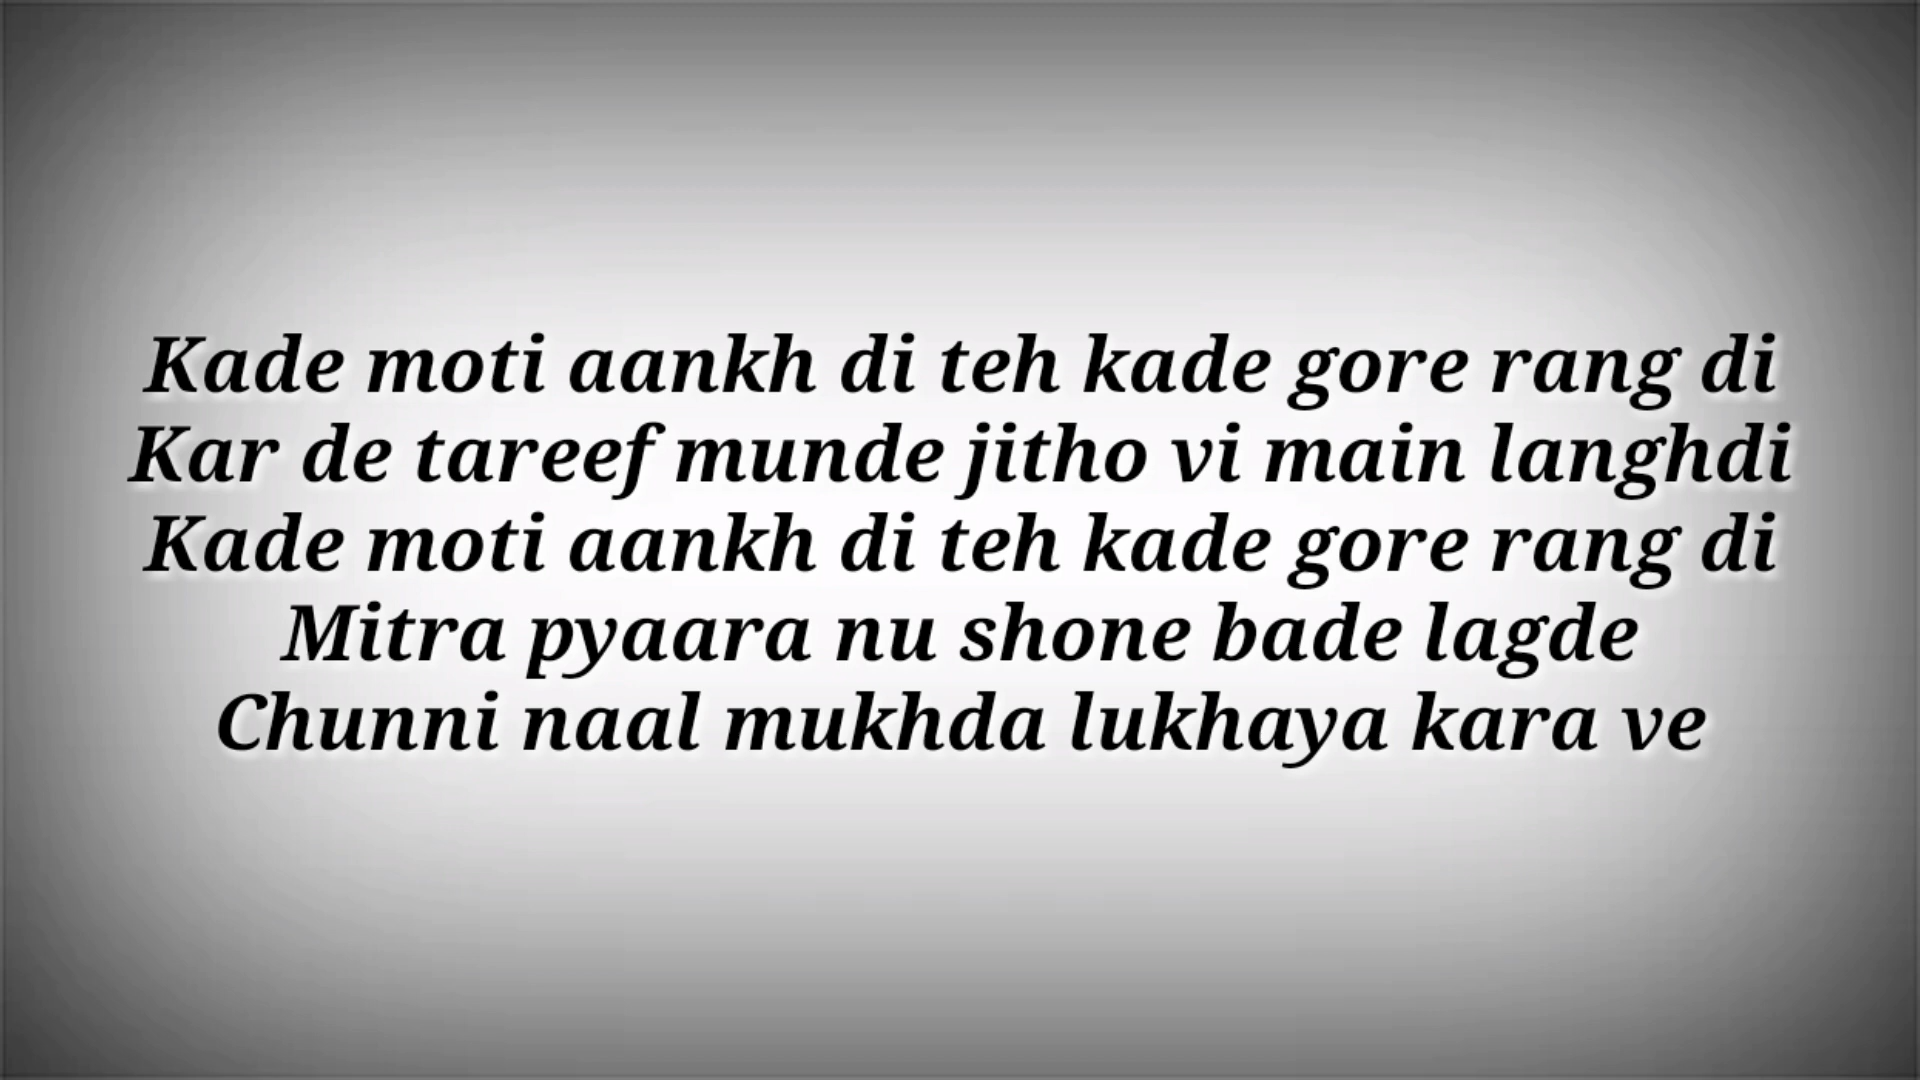 Kade moti aankh di teh kade gore rang di
Kar de tareef munde jitho vi main langhdi
Kade moti aankh di teh kade gore rang di
Mitra pyaara nu shone bade lagde
Chunni naal mukhda lukhaya kara ve